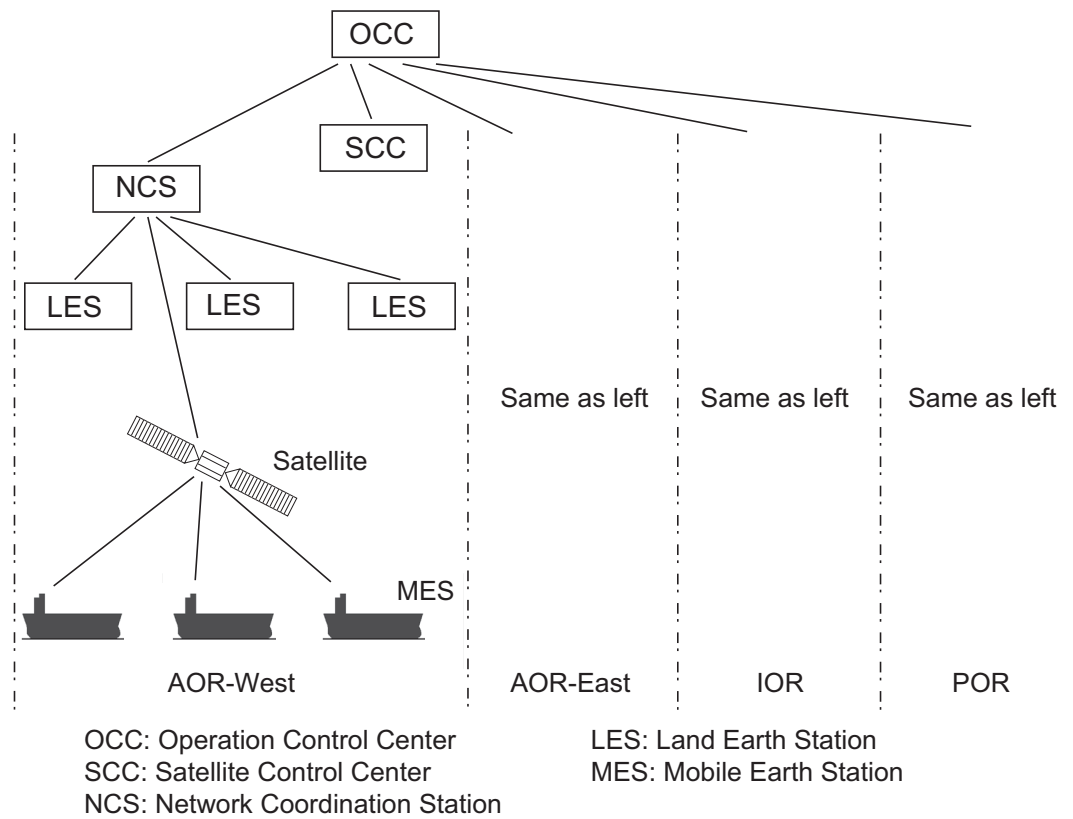 OCC
SCC
NCS
LES LES LES
Same as left Same as left Same as left
Satellite
MES
AOR-West AOR-East IOR POR
OCC: Operation Control Center
SCC: Satellite Control Center
NCS: Network Coordination Station
LES: Land Earth Station
MES: Mobile Earth Station